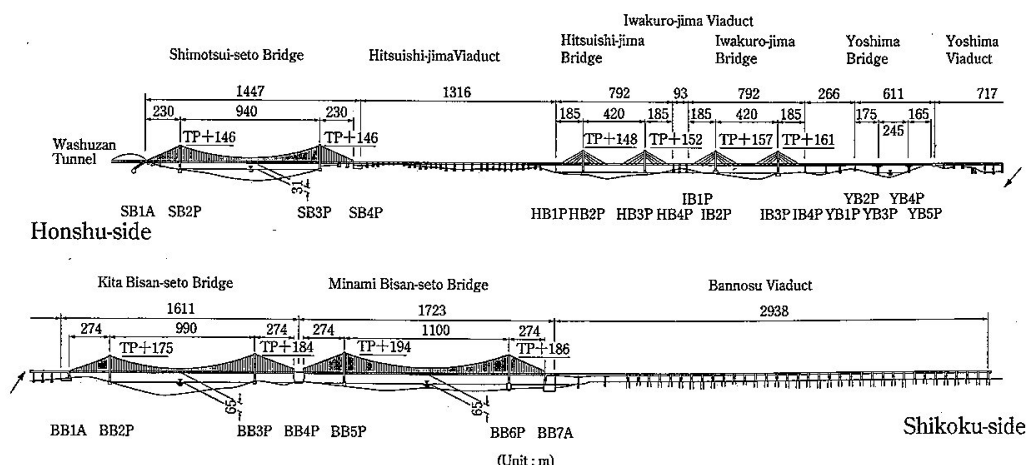 Iwakuro-jima Viaduct
Shimotsui-seto Bridge Hitsuishi-jimaViaduct Hitsuishi-jima Bridge Iwakuro-jima Bridge Yoshima Bridge Yoshima Viaduct
1447 1316 792 93 792 266 611 717
230 940 230 185 420 185 185 420 185 175 245 165
TP+146 TP+146 TP+148 TP+152 TP+157 TP+161
Washuzan Tunnel
31
SB1A SB2P SB3P SB4P HB1P HB2P HB3P HB4P IB1P IB2P IB3P IB4P YB1P YB2P YB3P YB4P YB5P
Honshu-side
Kita Bisan-seto Bridge Minami Bisan-seto Bridge Bannosu Viaduct
1611 1723 2938
274 990 274 274 1100 274
TP+175 TP+184 TP+194 TP+186
65 65
BB1A BB2P BB3P BB4P BB5P BB6P BB7A
Shikoku-side
(Unit : m)